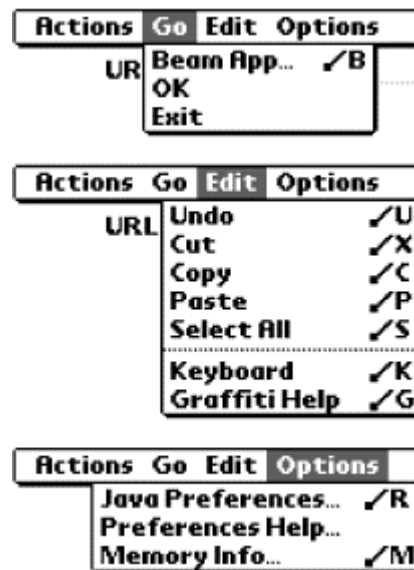 Actions Go Edit Options
UR Beam App... /B
OK
Exit
Actions Go Edit Options
URL Undo /U
Cut /X
Copy /C
Paste /P
Select All /S
Keyboard /K
Graffiti Help /G
Actions Go Edit Options
Java Preferences... /R
Preferences Help...
Memory Info... /M